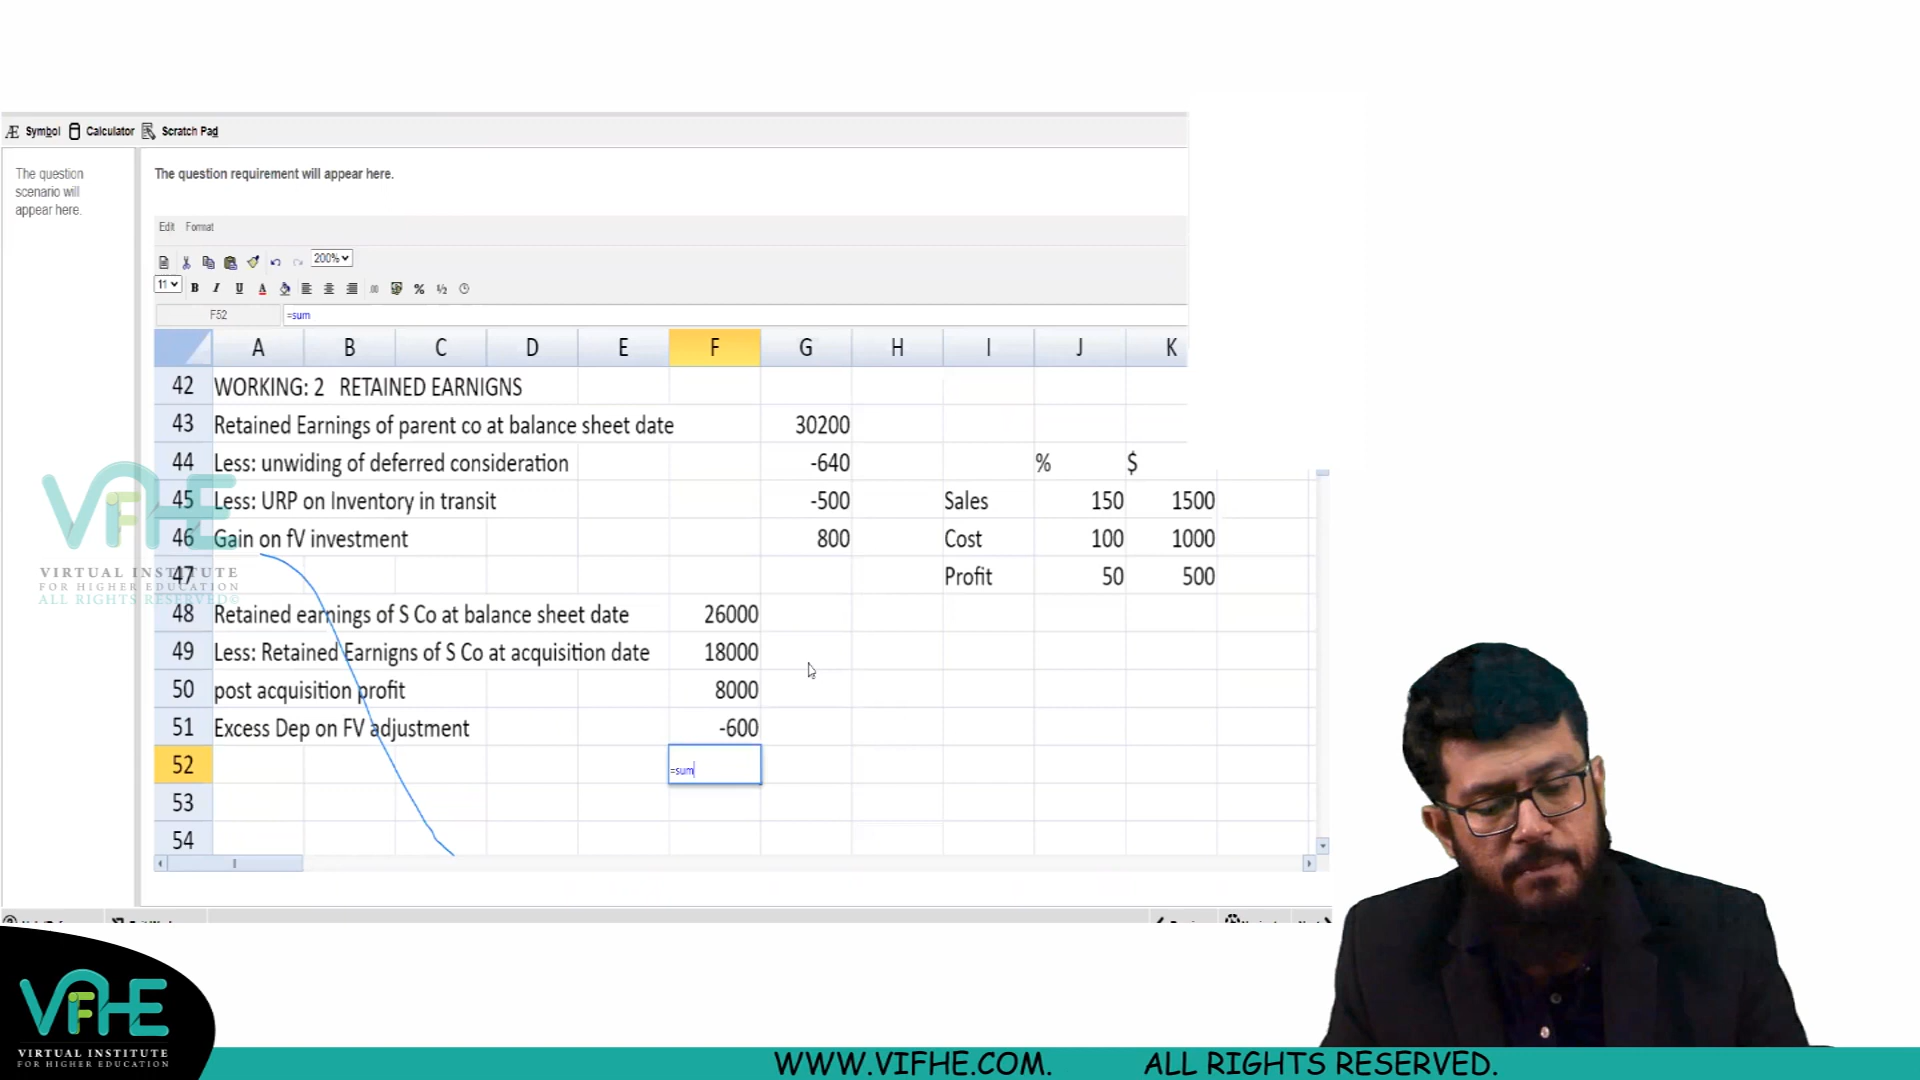 Symbol Calculator Scratch Pad
The question
scenario will
appear here.
The question requirement will appear here.
Edit Format
200%
11 B I U A % ½
F52 =sum
A B C D E F G H I J K
42 WORKING: 2 RETAINED EARNIGNS
43 Retained Earnings of parent co at balance sheet date 30200
44 Less: unwiding of deferred consideration -640 % $
45 Less: URP on Inventory in transit -500 Sales 150 1500
46 Gain on fV investment 800 Cost 100 1000
47 Profit 50 500
48 Retained earnings of S Co at balance sheet date 26000
49 Less: Retained Earnigns of S Co at acquisition date 18000
50 post acquisition profit 8000
51 Excess Dep on FV adjustment -600
52 =sum
53
54
VIFHE
VIRTUAL INSTITUTE
FOR HIGHER EDUCATION
ALL RIGHTS RESERVED©
VIFHE
VIRTUAL INSTITUTE
FOR HIGHER EDUCATION
WWW.VIFHE.COM. ALL RIGHTS RESERVED.